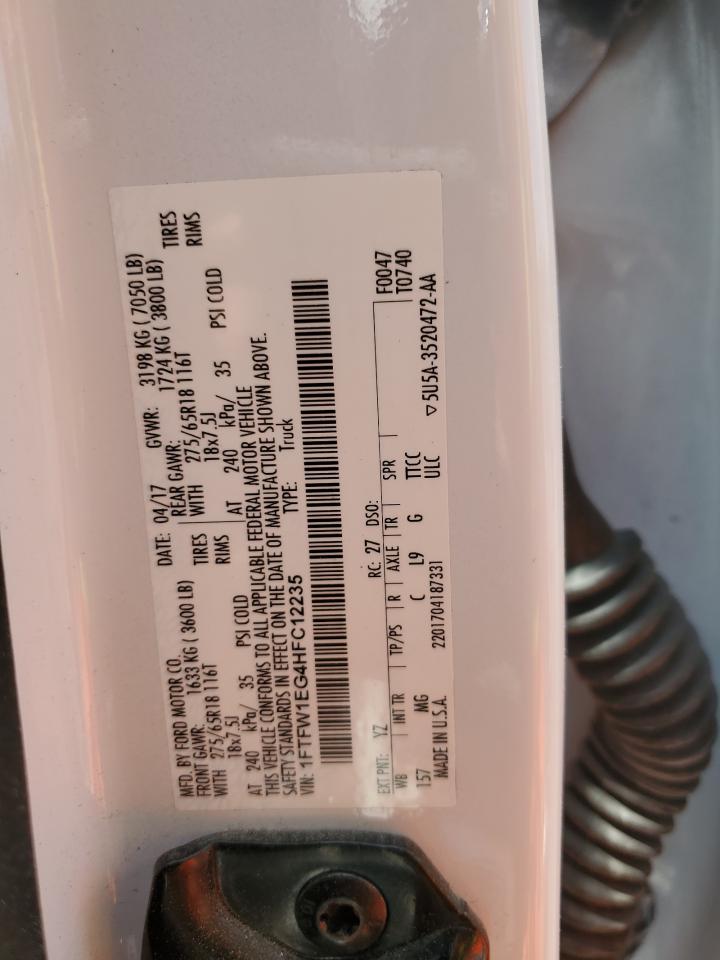 MFD. BY FORD MOTOR CO. DATE: 04/17 GVWR: 3198 KG ( 7050 LB)
FRONT GAWR: 1633 KG ( 3600 LB) REAR GAWR: 1724 KG ( 3800 LB)
WITH 275/65R18 116T TIRES WITH 275/65R18 116T TIRES
18x7.5J RIMS 18x7.5J RIMS
AT 240 kPa/ 35 PSI COLD AT 240 kPa/ 35 PSI COLD
THIS VEHICLE CONFORMS TO ALL APPLICABLE FEDERAL MOTOR VEHICLE
SAFETY STANDARDS IN EFFECT ON THE DATE OF MANUFACTURE SHOWN ABOVE.
VIN: 1FTFW1EG4HFC12235 TYPE: Truck
EXT PNT: YZ RC: 27 DSO: F0047
WB INT TR TP/PS R AXLE TR SPR T0740
157 MG C L9 G TTCC
ULC
MADE IN U.S.A. 2201704187331 ▽5U5A-3520472-AA